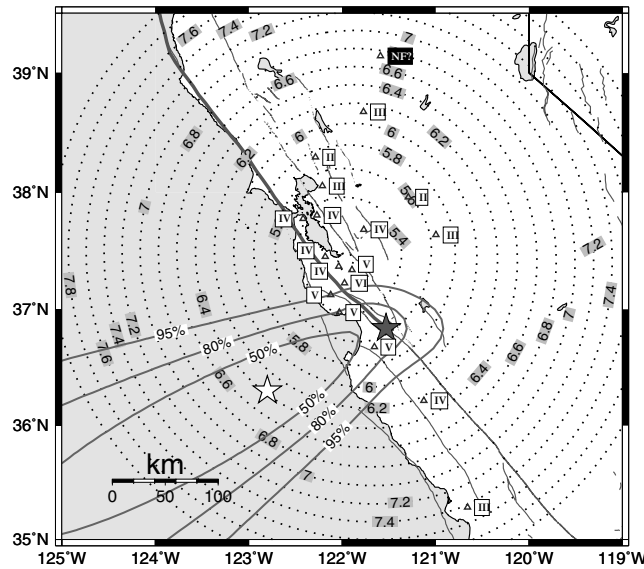 7.6 7.4 7.2 7
39°N NF?
6.6 6.6
6.4
III
6.8 6 6 6.2
6.2 II 5.8
38°N III II
7 IV IV 5.6
IV 5.4 III
IV V 7.2
IV VI
7.8 6.4 V 7.4
37°N V
7.2 7 6.8
7.4 95% 80% 5.8 V 6.6
7.6 50% 6.4
6.6 6
50% 6.2 IV
36°N 80%
6.8 95%
km 7
0 50 100 7.2 III
7.4
35°N
125°W 124°W 123°W 122°W 121°W 120°W 119°W